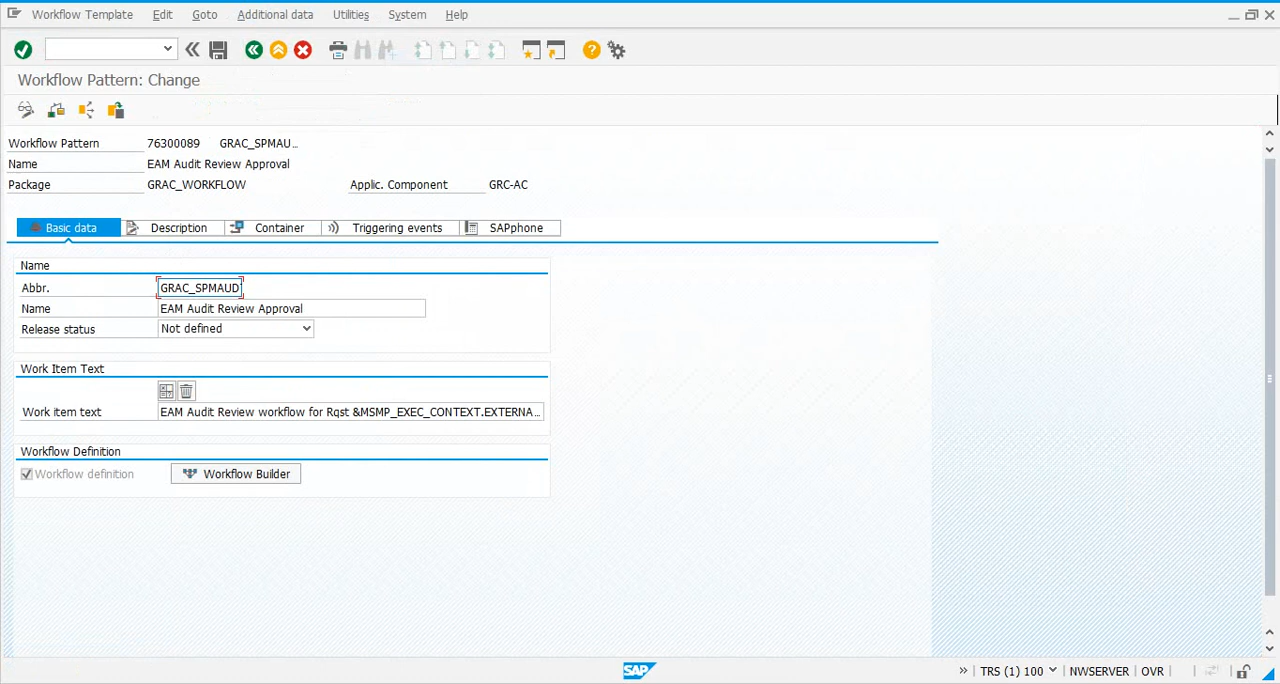 Workflow Template Edit Goto Additional data Utilities System Help
Workflow Pattern: Change
Workflow Pattern 76300089 GRAC_SPMAU...
Name EAM Audit Review Approval
Package GRAC_WORKFLOW Applic. Component GRC-AC
Basic data Description Container Triggering events SAPphone
Name
Abbr. GRAC_SPMAUD
Name EAM Audit Review Approval
Release status Not defined
Work Item Text
Work item text EAM Audit Review workflow for Rqst &MSMP_EXEC_CONTEXT.EXTERNA...
Workflow Definition
Workflow definition Workflow Builder
SAP » TRS (1) 100 NWSERVER OVR